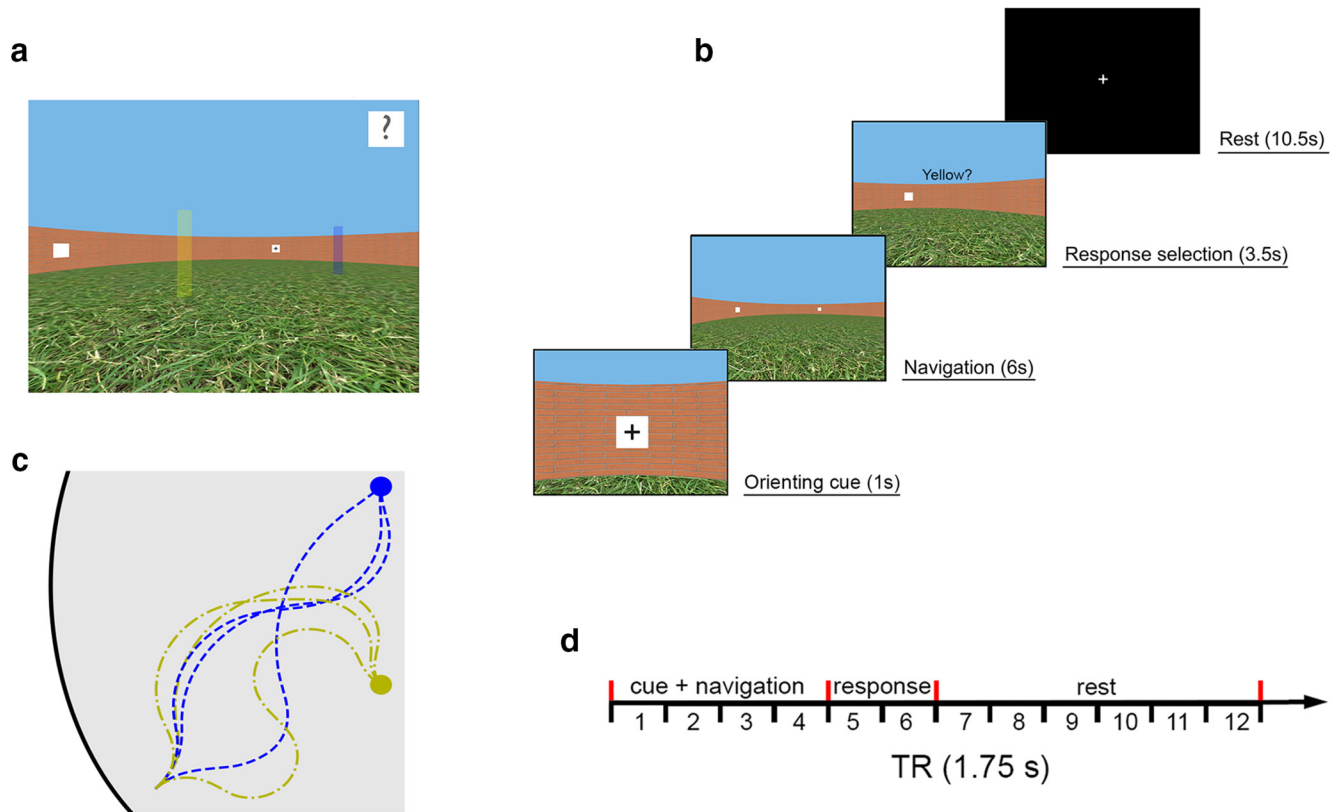 a
?
b
+
Rest (10.5s)
Yellow?
Response selection (3.5s)
Navigation (6s)
+
Orienting cue (1s)
c
d
cue + navigation response rest
1 2 3 4 5 6 7 8 9 10 11 12
TR (1.75 s)